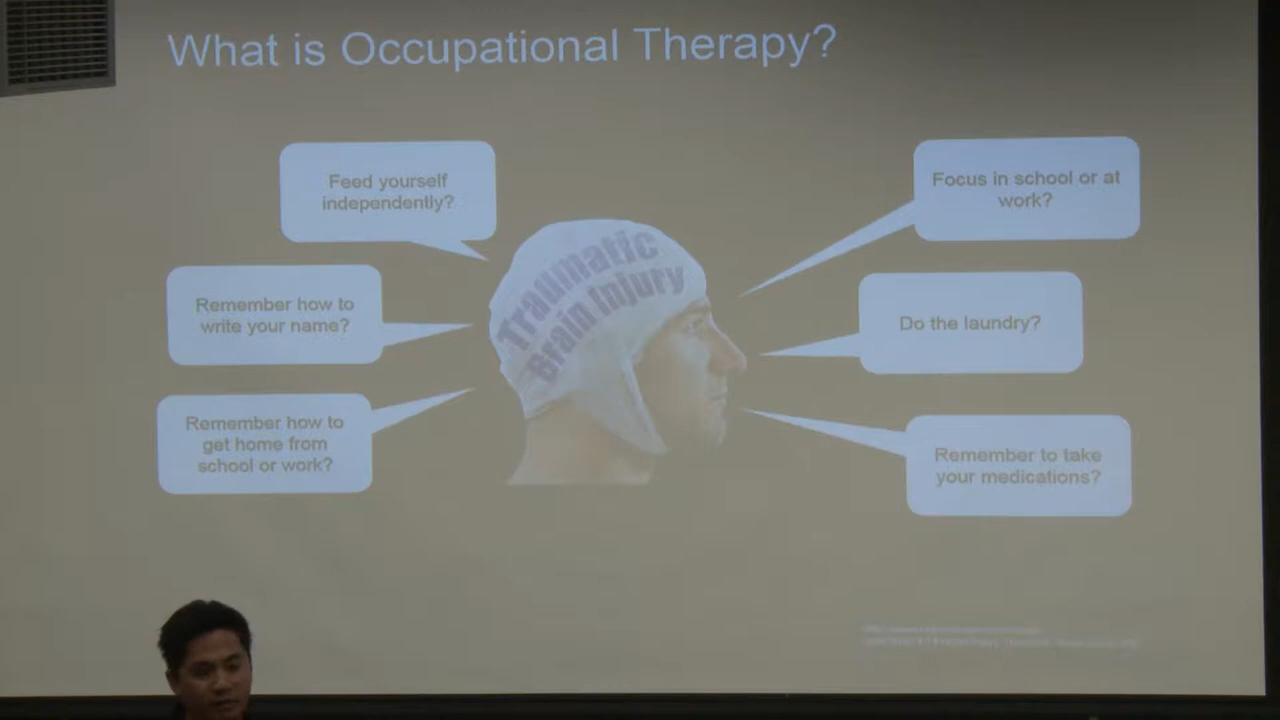 What is Occupational Therapy?
Feed yourself
independently?
Remember how to
write your name?
Remember how to
get home from
school or work?
Traumatic
Brain Injury
Focus in school or at
work?
Do the laundry?
Remember to take
your medications?